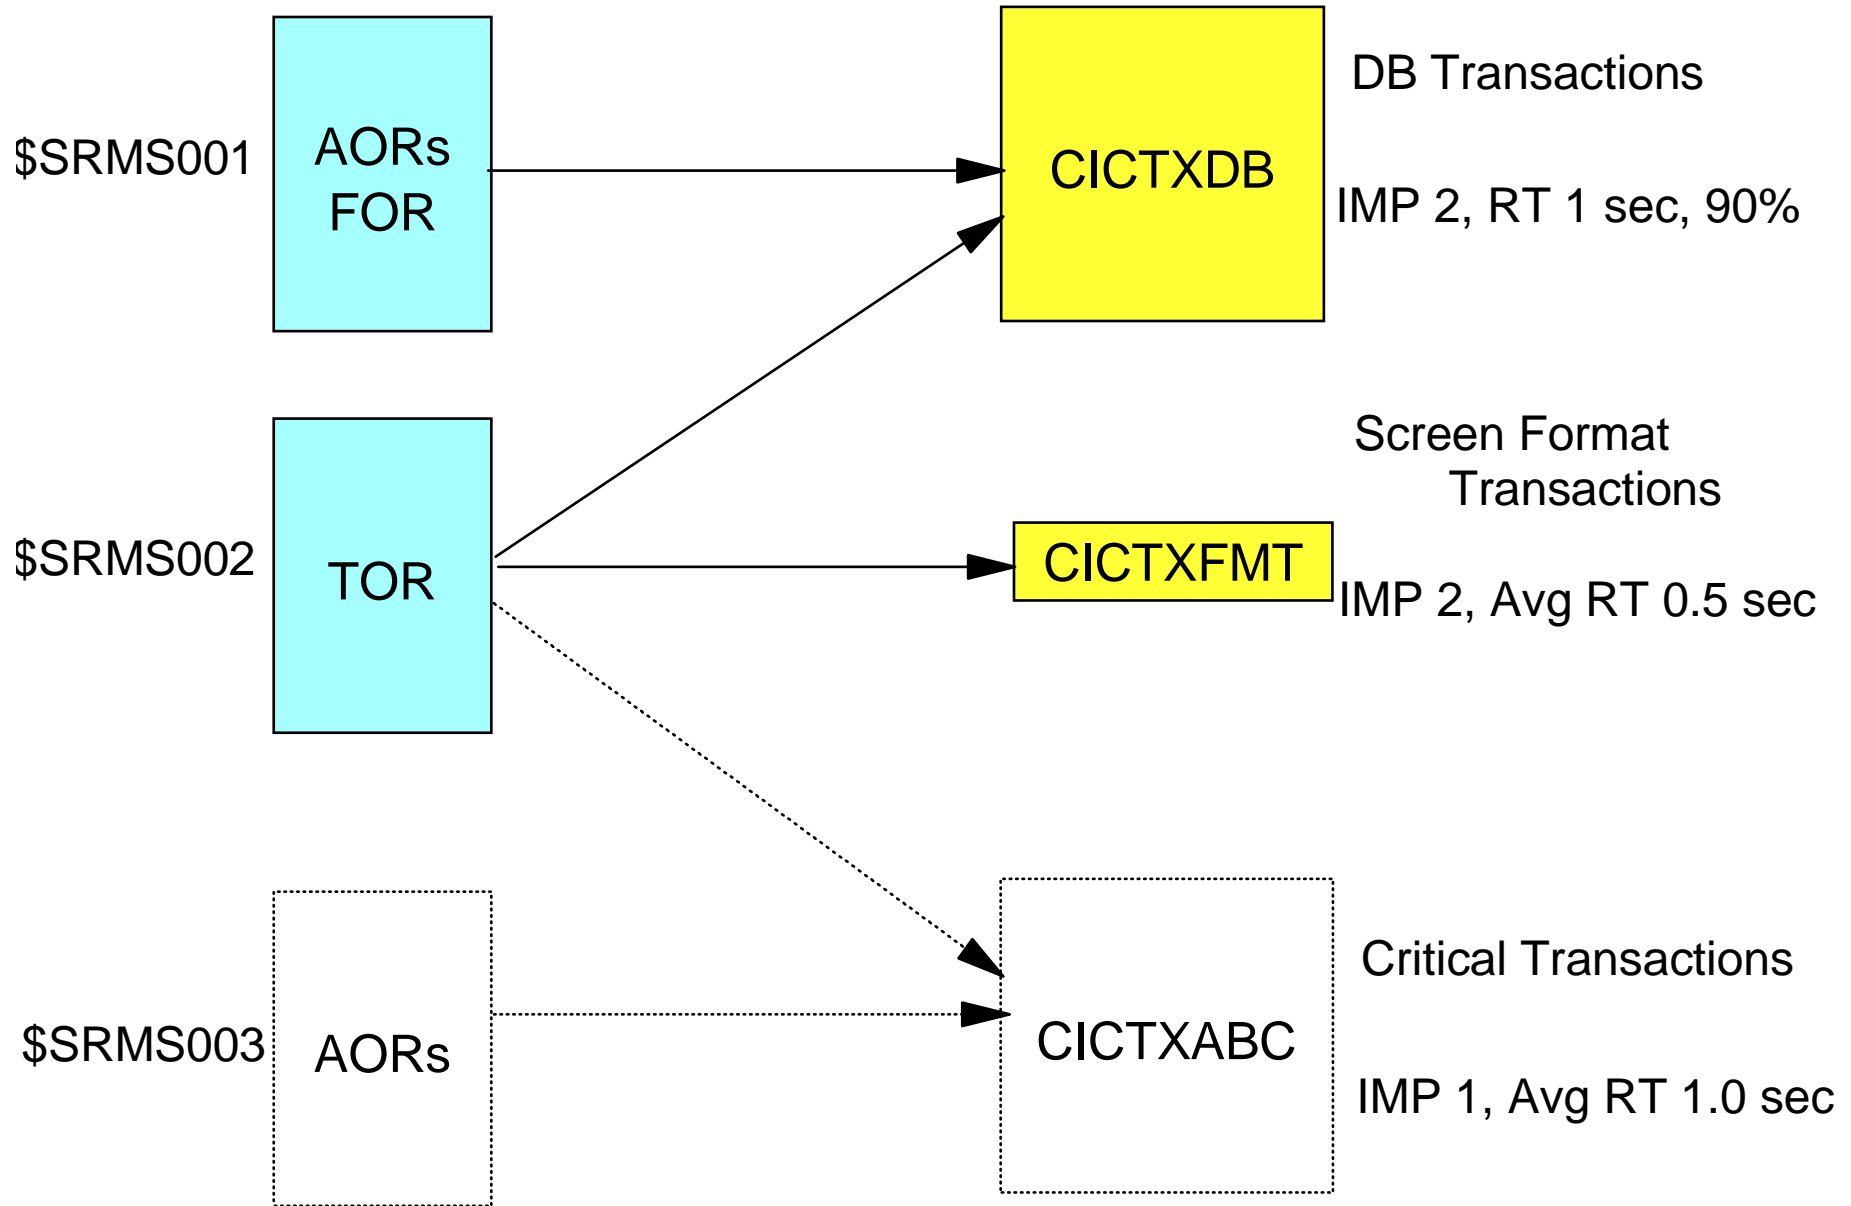 DB Transactions
$SRMS001
AORs
FOR
CICTXDB
IMP 2, RT 1 sec, 90%
Screen Format
Transactions
$SRMS002
TOR
CICTXFMT
IMP 2, Avg RT 0.5 sec
Critical Transactions
$SRMS003
AORs
CICTXABC
IMP 1, Avg RT 1.0 sec